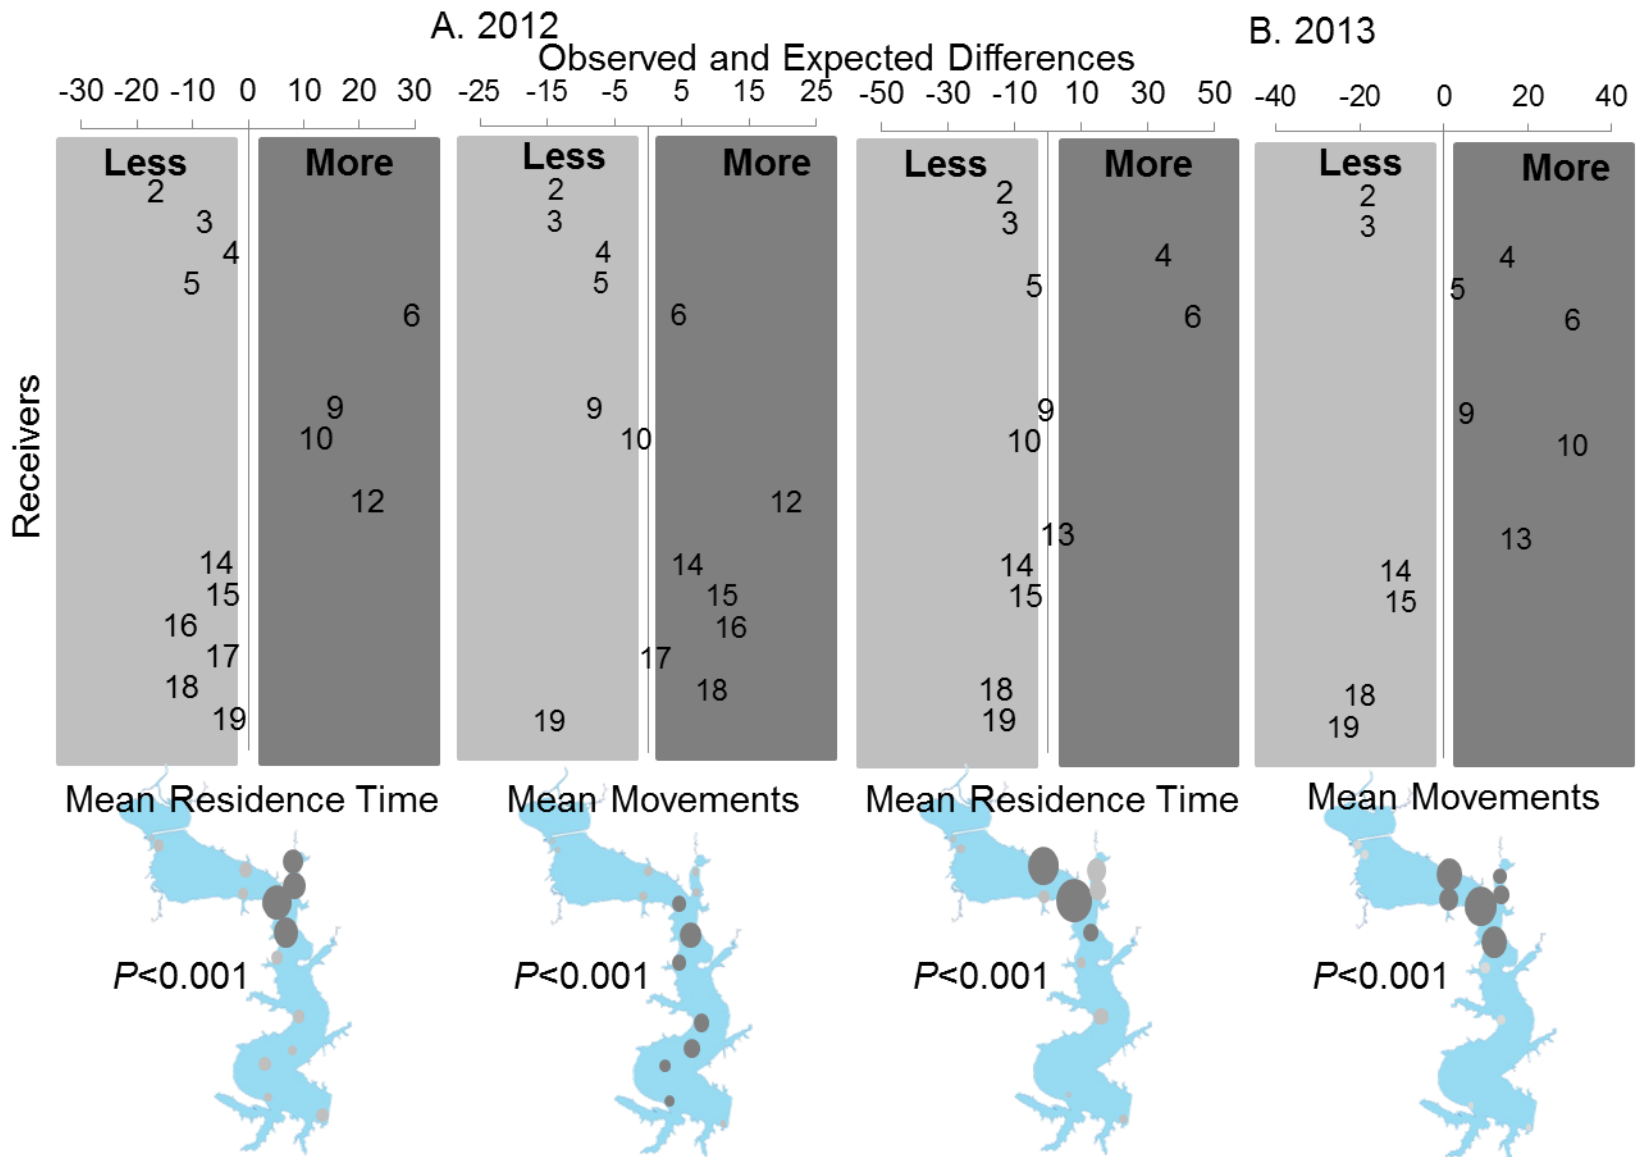 A. 2012
B. 2013
Observed and Expected Differences
-30 -20 -10 0 10 20 30
-25 -15 -5 5 15 25
-50 -30 -10 10 30 50
-40 -20 0 20 40
Receivers
Less More
2
3
4
5
6
9
10
12
14
15
16
17
18
19
Mean Residence Time
P<0.001
Less More
2
3
4
5
6
9
10
12
14
15
16
17
18
19
Mean Movements
P<0.001
Less More
2
3
4
5
6
9
10
13
14
15
18
19
Mean Residence Time
P<0.001
Less More
2
3
4
5
6
9
10
13
14
15
18
19
Mean Movements
P<0.001